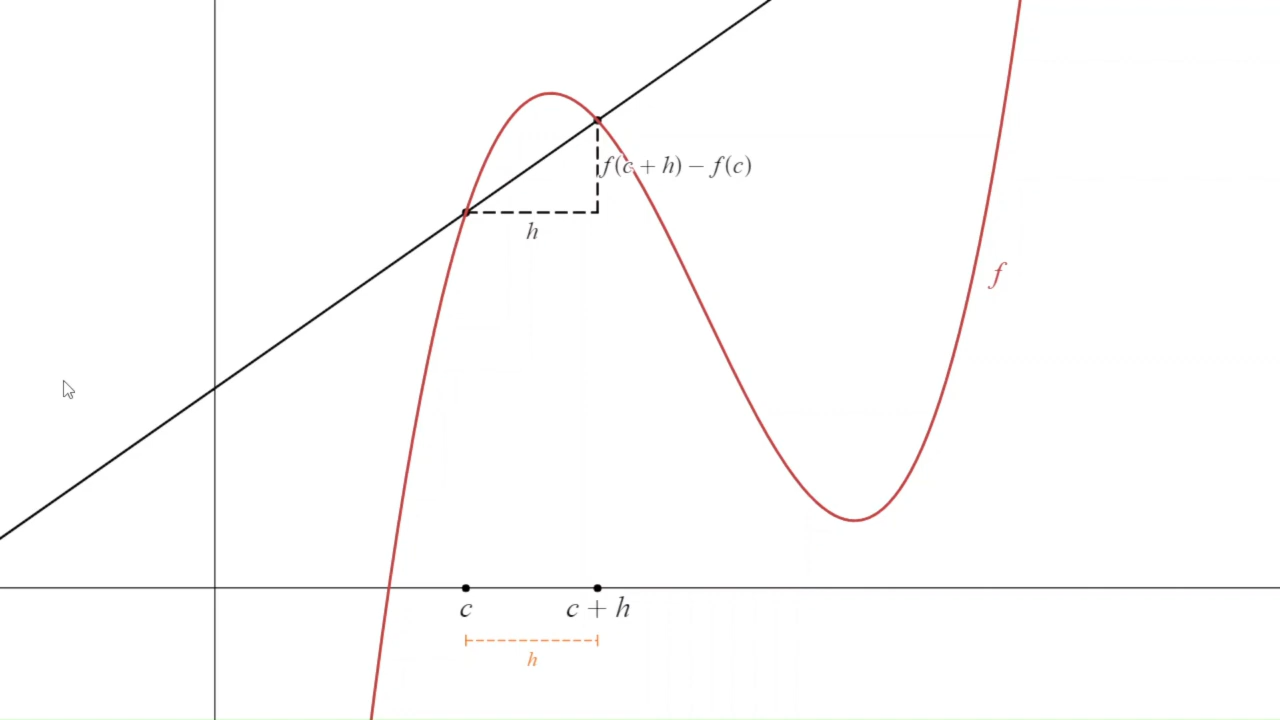 f(c + h) − f(c)
h
f
c
c + h
h